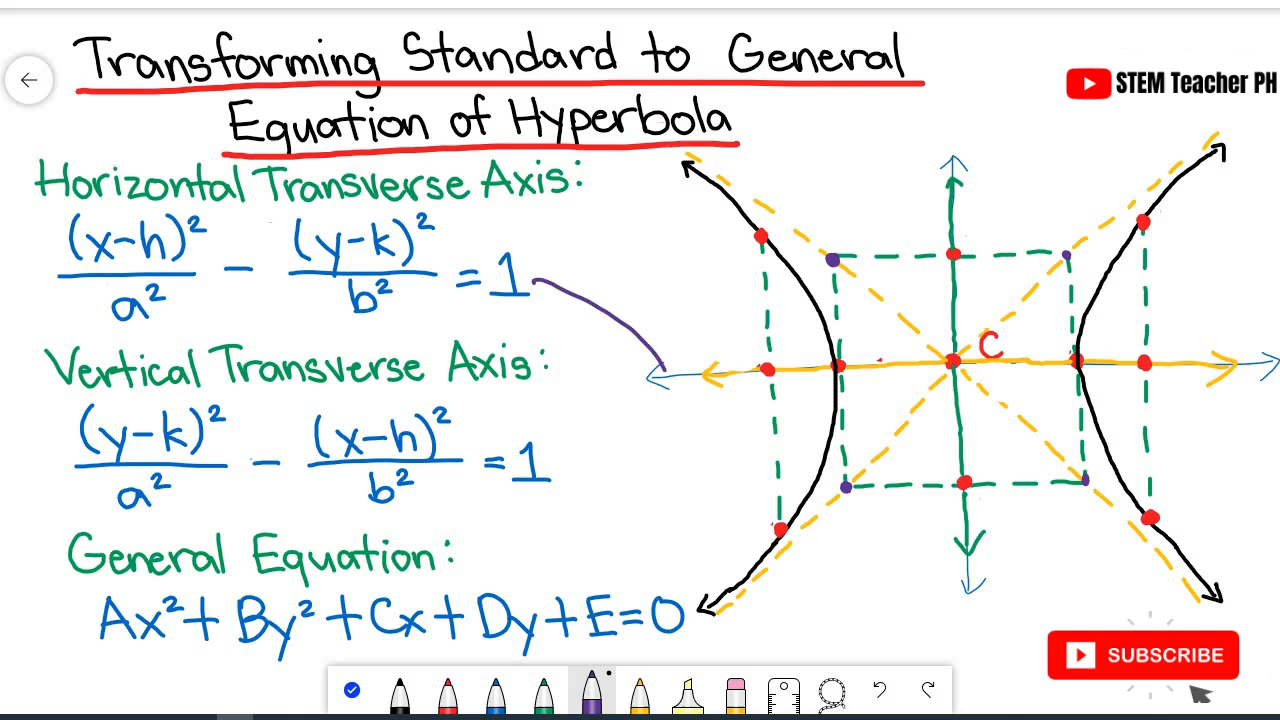 Transforming Standard to General
Equation of Hyperbola
STEM Teacher PH
Horizontal Transverse Axis:
(x-h)²/a² - (y-k)²/b² = 1
Vertical Transverse Axis:
(y-k)²/a² - (x-h)²/b² = 1
General Equation:
Ax² + By² + Cx + Dy + E = 0
C
SUBSCRIBE